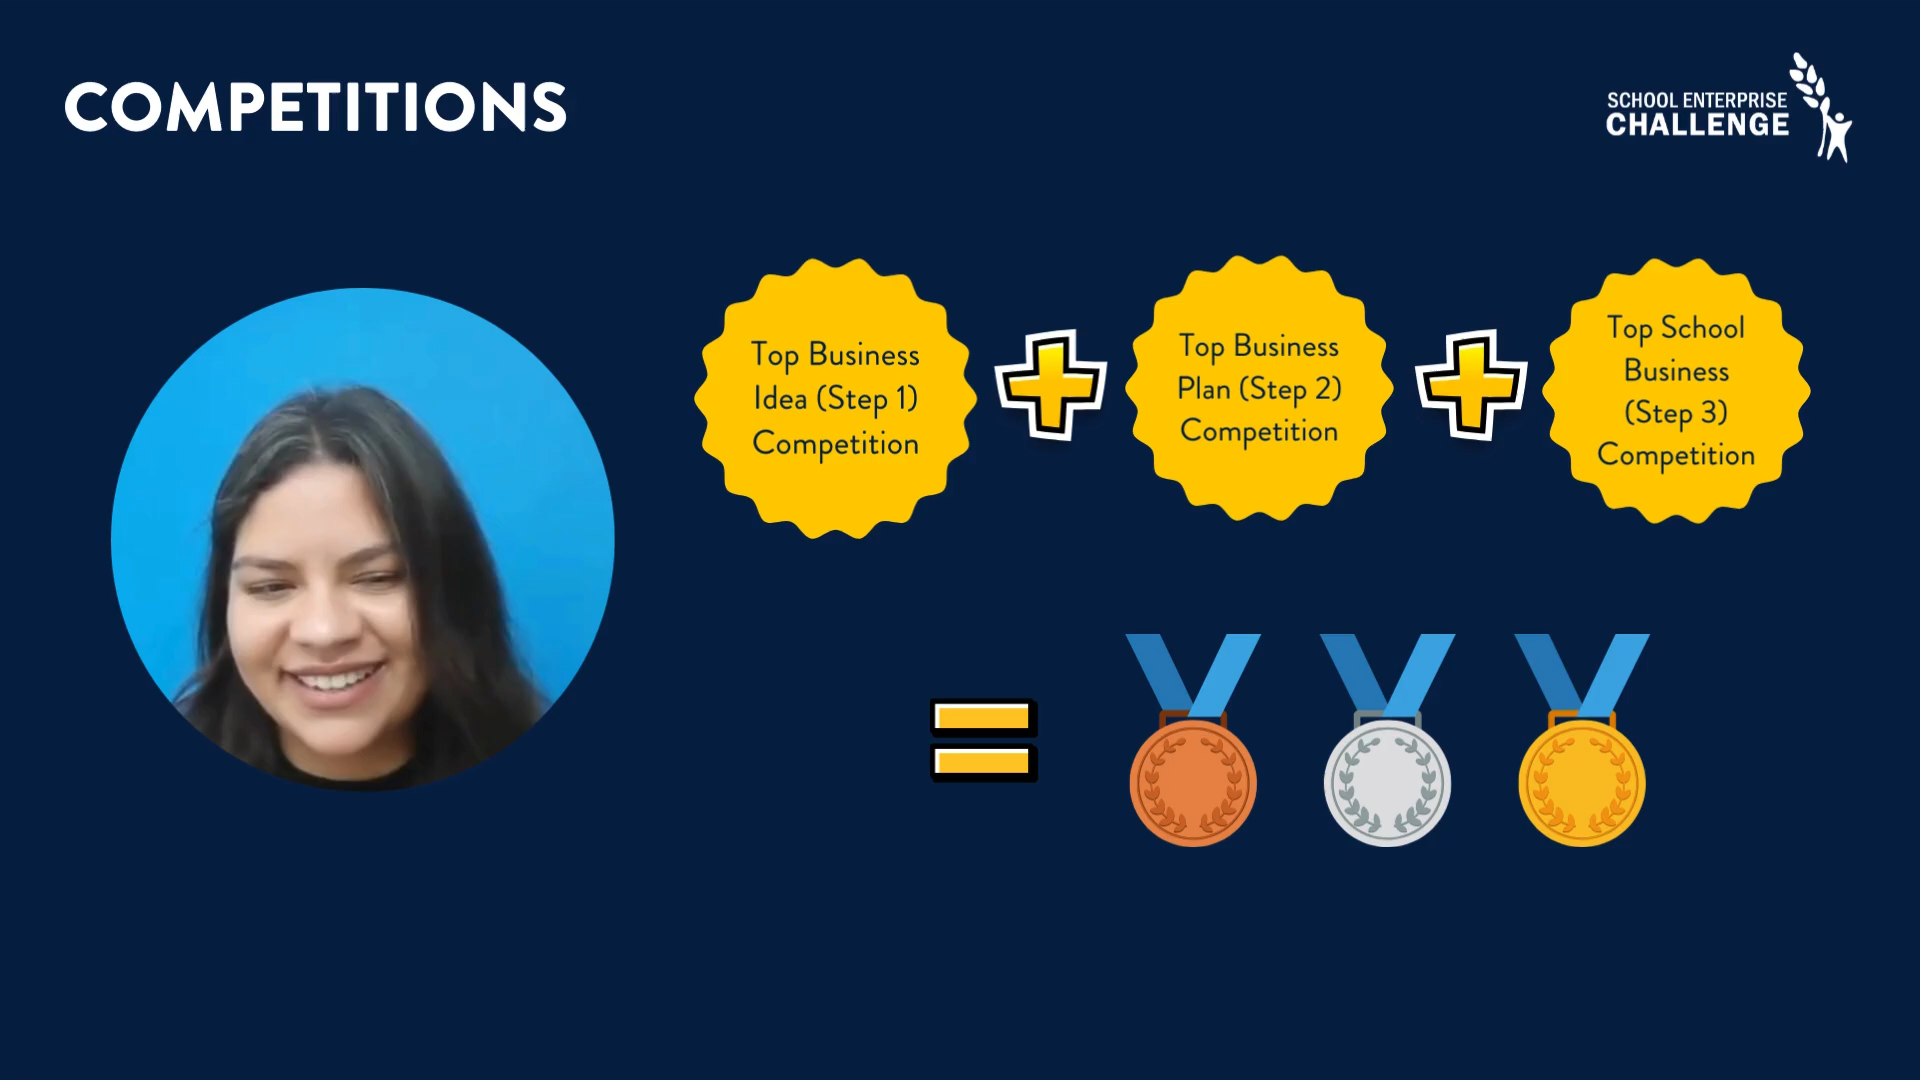 COMPETITIONS
SCHOOL ENTERPRISE
CHALLENGE
Top Business
Idea (Step 1)
Competition
Top Business
Plan (Step 2)
Competition
Top School
Business
(Step 3)
Competition